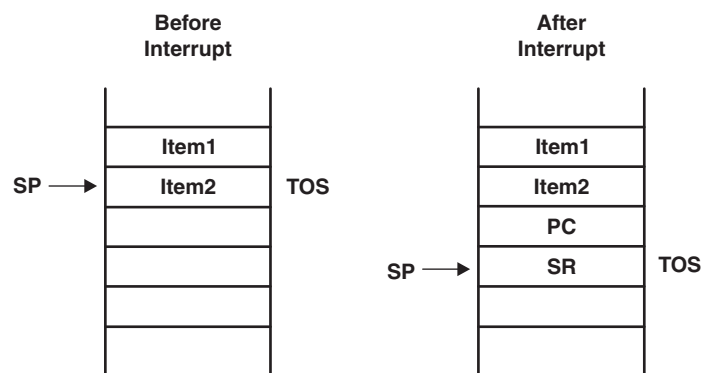 Before
Interrupt
After
Interrupt
Item1
SP
Item2
TOS
Item1
Item2
PC
SP
SR
TOS